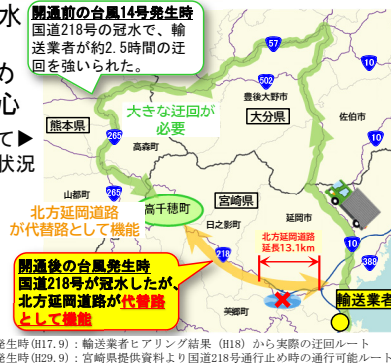 水
め
心
て▶
状況
開通前の台風14号発生時
国道218号の冠水で、輸
送業者が約2.5時間の迂
回を強いられた。
57
10
502
豊後大野市
大きな迂回が
必要
大分県
佐伯市
熊本県
265
高森町
10
山都町
265
宮崎県
高千穂町
北方延岡道路
が代替路として機能
日之影町
延岡市
218
北方延岡道路
延長13.1km
10
388
開通後の台風発生時
国道218号が冠水したが、
北方延岡道路が代替路
として機能
美郷町
輸送業者
発生時(H17.9)：輸送業者ヒアリング結果（H18）から実際の迂回ルート
発生時(H29.9)：宮崎県提供資料より国道218号通行止め時の通行可能ルート